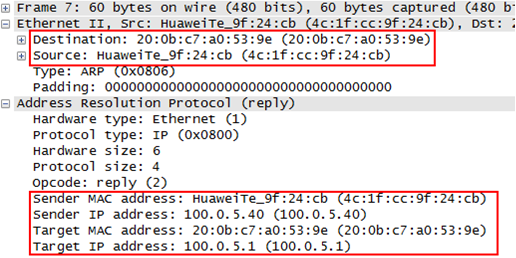 Frame 7: 60 bytes on wire (480 bits), 60 bytes captured (480 bits)
Ethernet II, Src: HuaweiTe_9f:24:cb (4c:1f:cc:9f:24:cb), Dst: 2
Destination: 20:0b:c7:a0:53:9e (20:0b:c7:a0:53:9e)
Source: HuaweiTe_9f:24:cb (4c:1f:cc:9f:24:cb)
Type: ARP (0x0806)
Padding: 000000000000000000000000000000000000
Address Resolution Protocol (reply)
Hardware type: Ethernet (1)
Protocol type: IP (0x0800)
Hardware size: 6
Protocol size: 4
Opcode: reply (2)
Sender MAC address: HuaweiTe_9f:24:cb (4c:1f:cc:9f:24:cb)
Sender IP address: 100.0.5.40 (100.0.5.40)
Target MAC address: 20:0b:c7:a0:53:9e (20:0b:c7:a0:53:9e)
Target IP address: 100.0.5.1 (100.0.5.1)